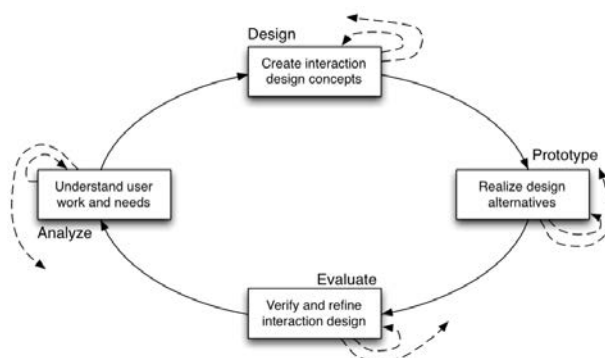 Design
Create interaction
design concepts
Prototype
Realize design
alternatives
Understand user
work and needs
Analyze
Evaluate
Verify and refine
interaction design